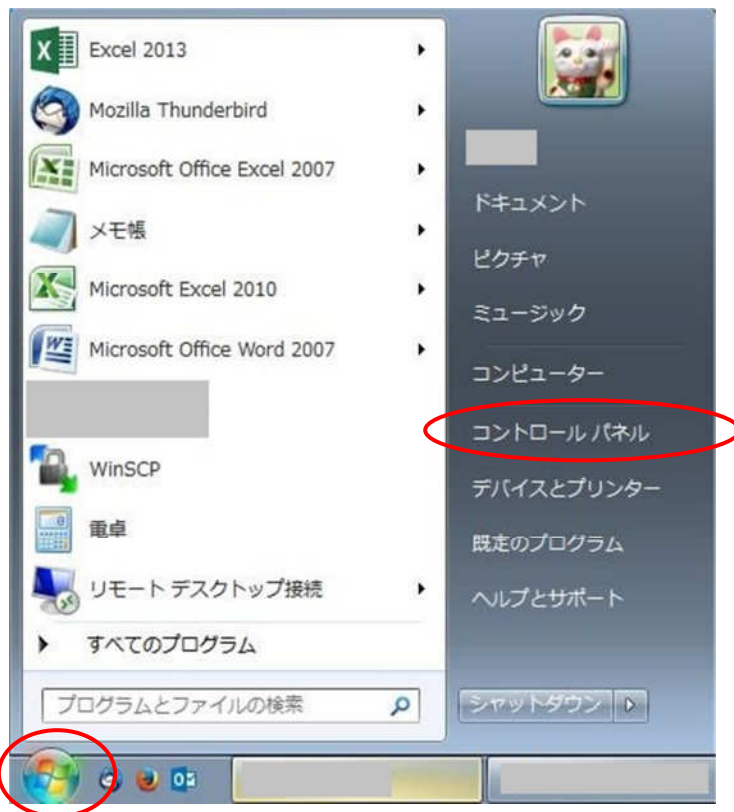 Excel 2013
Mozilla Thunderbird
Microsoft Office Excel 2007
メモ帳
Microsoft Excel 2010
Microsoft Office Word 2007
WinSCP
電卓
リモート デスクトップ接続
すべてのプログラム
プログラムとファイルの検索
ドキュメント
ピクチャ
ミュージック
コンピューター
コントロール パネル
デバイスとプリンター
既定のプログラム
ヘルプとサポート
シャットダウン